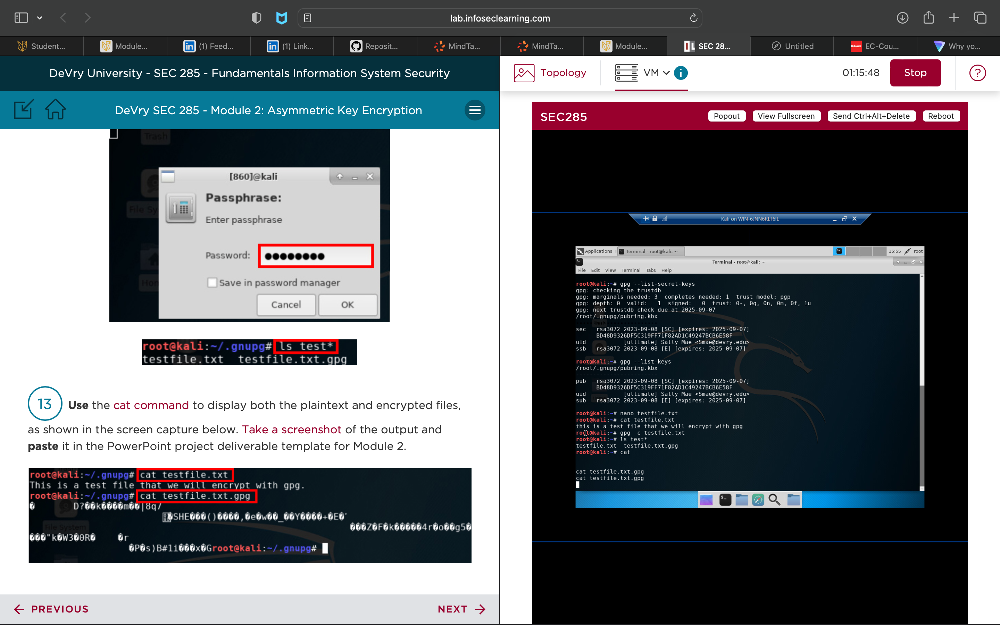 lab.infoseclearning.com
Student...
Module...
(1) Feed...
(1) Link...
Reposit...
MindTa...
MindTa...
Module...
SEC 28...
Untitled
EC-Cou...
Why yo...
DeVry University - SEC 285 - Fundamentals Information System Security
DeVry SEC 285 - Module 2: Asymmetric Key Encryption
Trash
[860]@kali
Passphrase:
File Sy
Enter passphrase
Password:
Save in password manager
Hom
Cancel
OK
root@kali:~/.gnupg# ls test*
testfile.txt testfile.txt.gpg
13 Use the cat command to display both the plaintext and encrypted files,
as shown in the screen capture below. Take a screenshot of the output and
paste it in the PowerPoint project deliverable template for Module 2.
root@kali:~/.gnupg# cat testfile.txt
This is a test file that we will encrypt with gpg.
root@kali:~/.gnupg# cat testfile.txt.gpg
� D?��k����m��|8q7
�SHE���()����,�e�w��_��Y����+�E�'
File System
���Z�F�k�����4r�o��g5�
���"k�W3�0R� �r
�P�s)B#1i���x�Groot@kali:~/.gnupg#
PREVIOUS
NEXT
Topology
VM
i
01:15:48
Stop
?
SEC285
Popout
View Fullscreen
Send Ctrl+Alt+Delete
Reboot
Kali on WIN-6JNN6RLT6IL
Applications
Terminal - root@kali: ~
15:55
root
Terminal - root@kali: ~
File Edit View Terminal Tabs Help
root@kali:~# gpg --list-secret-keys
gpg: checking the trustdb
gpg: marginals needed: 3 completes needed: 1 trust model: pgp
gpg: depth: 0 valid: 1 signed: 0 trust: 0-, 0q, 0n, 0m, 0f, 1u
gpg: next trustdb check due at 2025-09-07
/root/.gnupg/pubring.kbx
------------------------
sec rsa3072 2023-09-08 [SC] [expires: 2025-09-07]
BD48D9326DF5C319FF71F82AD1C49247BCB6E58F
uid [ultimate] Sally Mae <Smae@devry.edu>
ssb rsa3072 2023-09-08 [E] [expires: 2025-09-07]
root@kali:~# gpg --list-keys
/root/.gnupg/pubring.kbx
------------------------
pub rsa3072 2023-09-08 [SC] [expires: 2025-09-07]
BD48D9326DF5C319FF71F82AD1C49247BCB6E58F
uid [ultimate] Sally Mae <Smae@devry.edu>
sub rsa3072 2023-09-08 [E] [expires: 2025-09-07]
root@kali:~# nano testfile.txt
root@kali:~# cat testfile.txt
this is a test file that we will encrypt with gpg
root@kali:~# gpg -c testfile.txt
root@kali:~# ls test*
testfile.txt testfile.txt.gpg
root@kali:~# cat
cat testfile.txt.gpg
cat testfile.txt.gpg